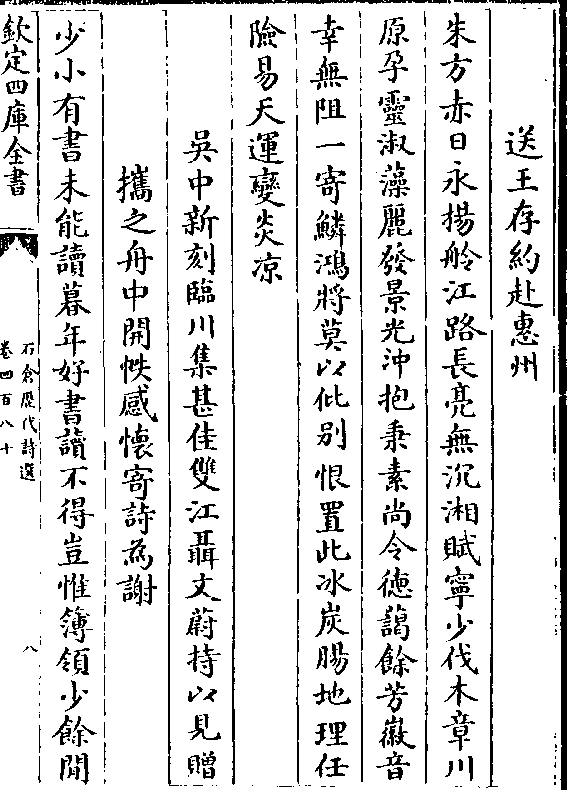 送王存約赴惠州
朱方赤日永揚舲江路長亮無沉湘賦寧少伐木章川
原孕靈淑藻麗發景光沖抱秉素尚令德藹餘芳徽音
幸無阻一寄鱗鴻將莫以仳别恨置此冰炭腸地理任
險易天運變炎凉
吳中新刻臨川集甚佳雙江聶文蔚持以見贈
攜之舟中開帙感懷寄詩為謝
少小有書未能讀暮年好書讀不得豈惟簿領少餘閒
欽定四庫全書
石倉歷代詩選
卷四百八十
八